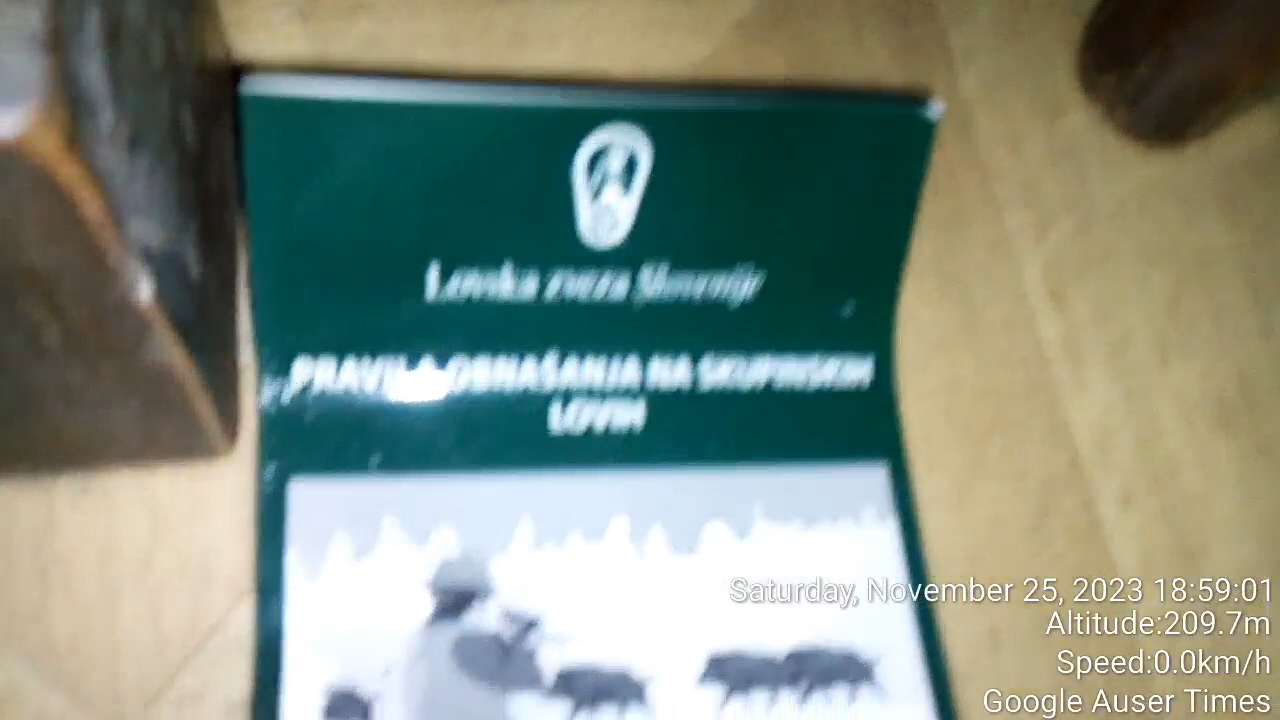 Lovska zveza Slovenije
PRAVILA OBNAŠANJA NA SKUPINSKIH
LOVIH
Saturday, November 25, 2023 18:59:01
Altitude:209.7m
Speed:0.0km/h
Google Auser Times